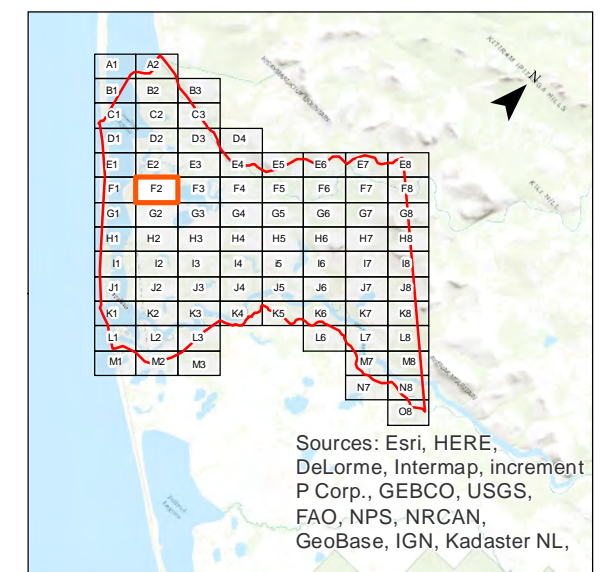 N
KILI HILL
A1 A2
B1 B2 B3
C1 C2 C3
D1 D2 D3 D4
E1 E2 E3 E4 E5 E6 E7 E8
F1 F2 F3 F4 F5 F6 F7 F8
G1 G2 G3 G4 G5 G6 G7 G8
H1 H2 H3 H4 H5 H6 H7 H8
I1 I2 I3 I4 i5 I6 I7 I8
J1 J2 J3 J4 J5 J6 J7 J8
K1 K2 K3 K4 K5 K6 K7 K8
L1 L2 L3 L6 L7 L8
M1 M2 M3 M7 M8
N7 N8
O8
Sources: Esri, HERE,
DeLorme, Intermap, increment
P Corp., GEBCO, USGS,
FAO, NPS, NRCAN,
GeoBase, IGN, Kadaster NL,